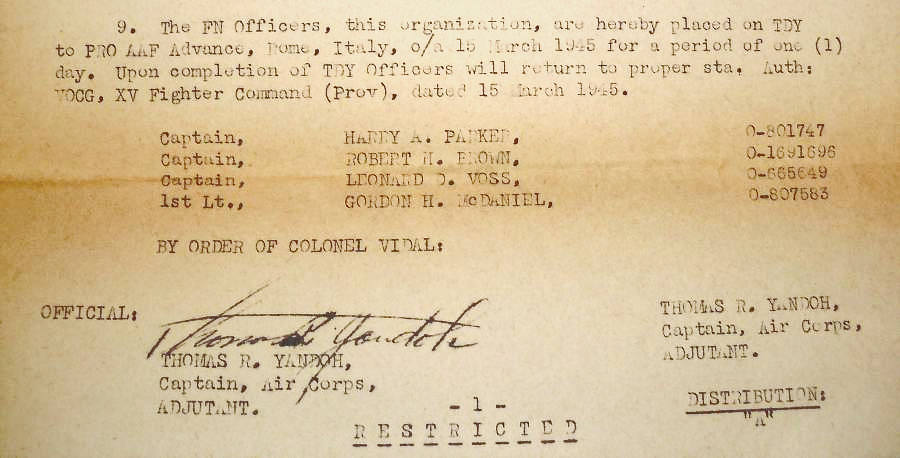 9. The FN Officers, this organization, are hereby placed on TDY
to PRO AAF Advance, Rome, Italy, o/a 15 March 1945 for a period of one (1)
day. Upon completion of TDY Officers will return to proper sta. Auth:
VOCG, XV Fighter Command (Prov), dated 15 March 1945.
Captain, HARRY A. PARKER, O-801747
Captain, ROBERT H. BROWN, O-1691696
Captain, LEONARD D. VOSS, O-665649
1st Lt., GORDON H. McDANIEL, O-807583
BY ORDER OF COLONEL VIDAL:
OFFICIAL:
Thomas R Yandoh
THOMAS R. YANDOH,
Captain, Air Corps,
ADJUTANT.
THOMAS R. YANDOH,
Captain, Air Corps,
ADJUTANT.
DISTRIBUTION:
"A"
- 1 -
R E S T R I C T E D